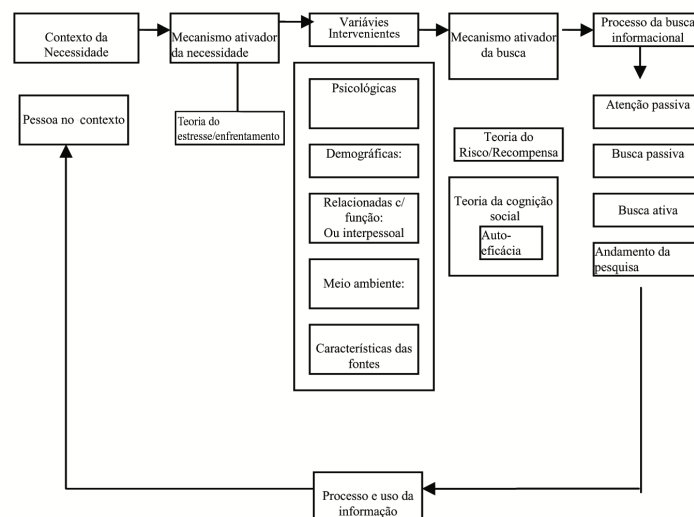 Contexto da
Necessidade
Mecanismo ativador
da necessidade
Variávies
Intervenientes
Mecanismo ativador
da busca
Processo da busca
informacional
Pessoa no contexto
Teoria do
estresse/enfrentamento
Psicológicas
Demográficas:
Relacionadas c/
função:
Ou interpessoal
Meio ambiente:
Características das
fontes
Teoria do
Risco/Recompensa
Teoria da cognição
social
Auto-
eficácia
Atenção passiva
Busca passiva
Busca ativa
Andamento da
pesquisa
Processo e uso da
informação